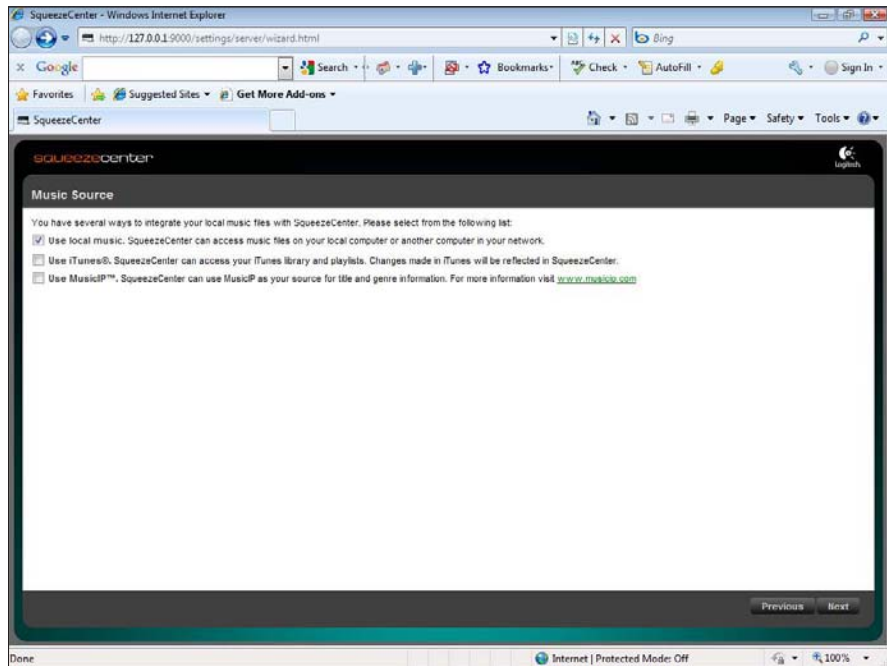 SqueezeCenter - Windows Internet Explorer
http://127.0.0.1:9000/settings/server/wizard.html
Bing
x Google
Search
Bookmarks
Check
AutoFill
Sign In
Favorites
Suggested Sites
Get More Add-ons
SqueezeCenter
Page
Safety
Tools
squeezecenter
Logitech
Music Source
You have several ways to integrate your local music files with SqueezeCenter. Please select from the following list:
Use local music. SqueezeCenter can access music files on your local computer or another computer in your network.
Use iTunes®. SqueezeCenter can access your iTunes library and playlists. Changes made in iTunes will be reflected in SqueezeCenter.
Use MusicIP™. SqueezeCenter can use MusicIP as your source for title and genre information. For more information visit www.musicip.com
Previous
Next
Done
Internet | Protected Mode: Off
100%